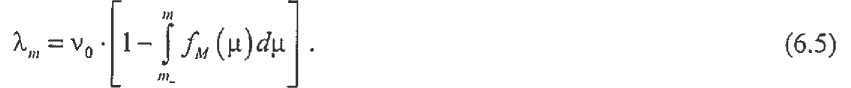 λ_m = ν_0 · [1 − ∫_{m_−}^{m} f_M(μ)dμ]. (6.5)